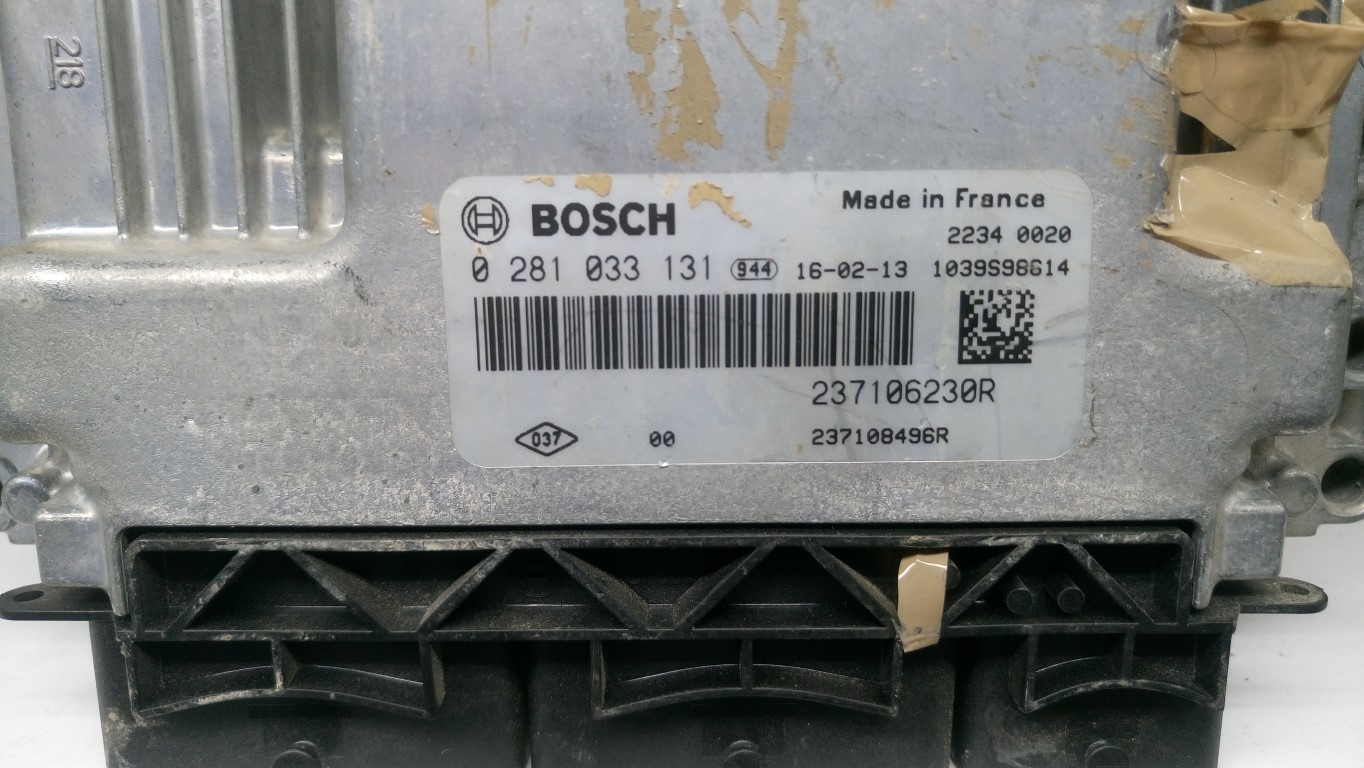 218
BOSCH
Made in France
2234 0020
0 281 033 131 944 16-02-13 1039S98614
237106230R
037 00 237108496R